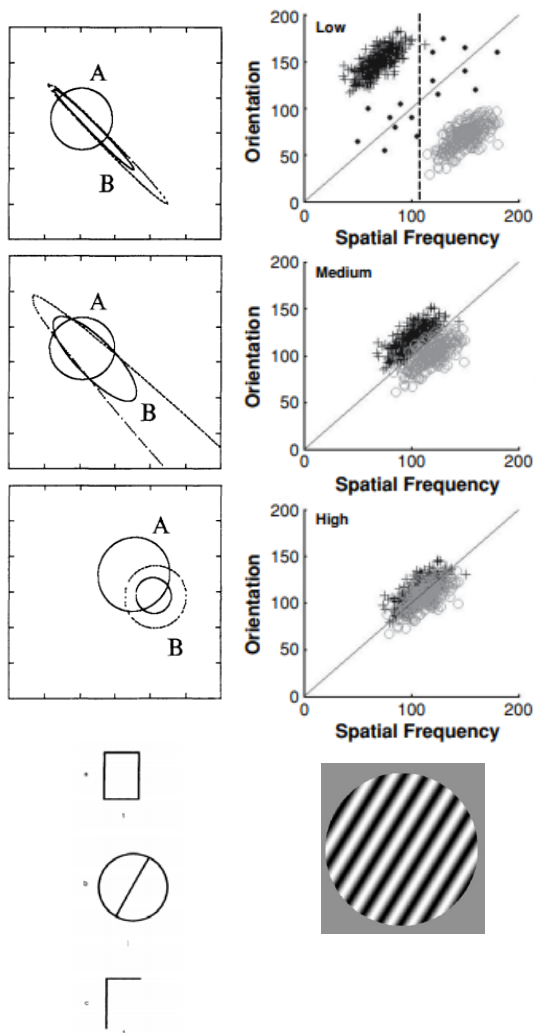 A
B
A
B
A
B
a
b
c
Low
200
150
100
50
0
Orientation
0 100 200
Spatial Frequency
Medium
200
150
100
50
0
Orientation
0 100 200
Spatial Frequency
High
200
150
100
50
0
Orientation
0 100 200
Spatial Frequency